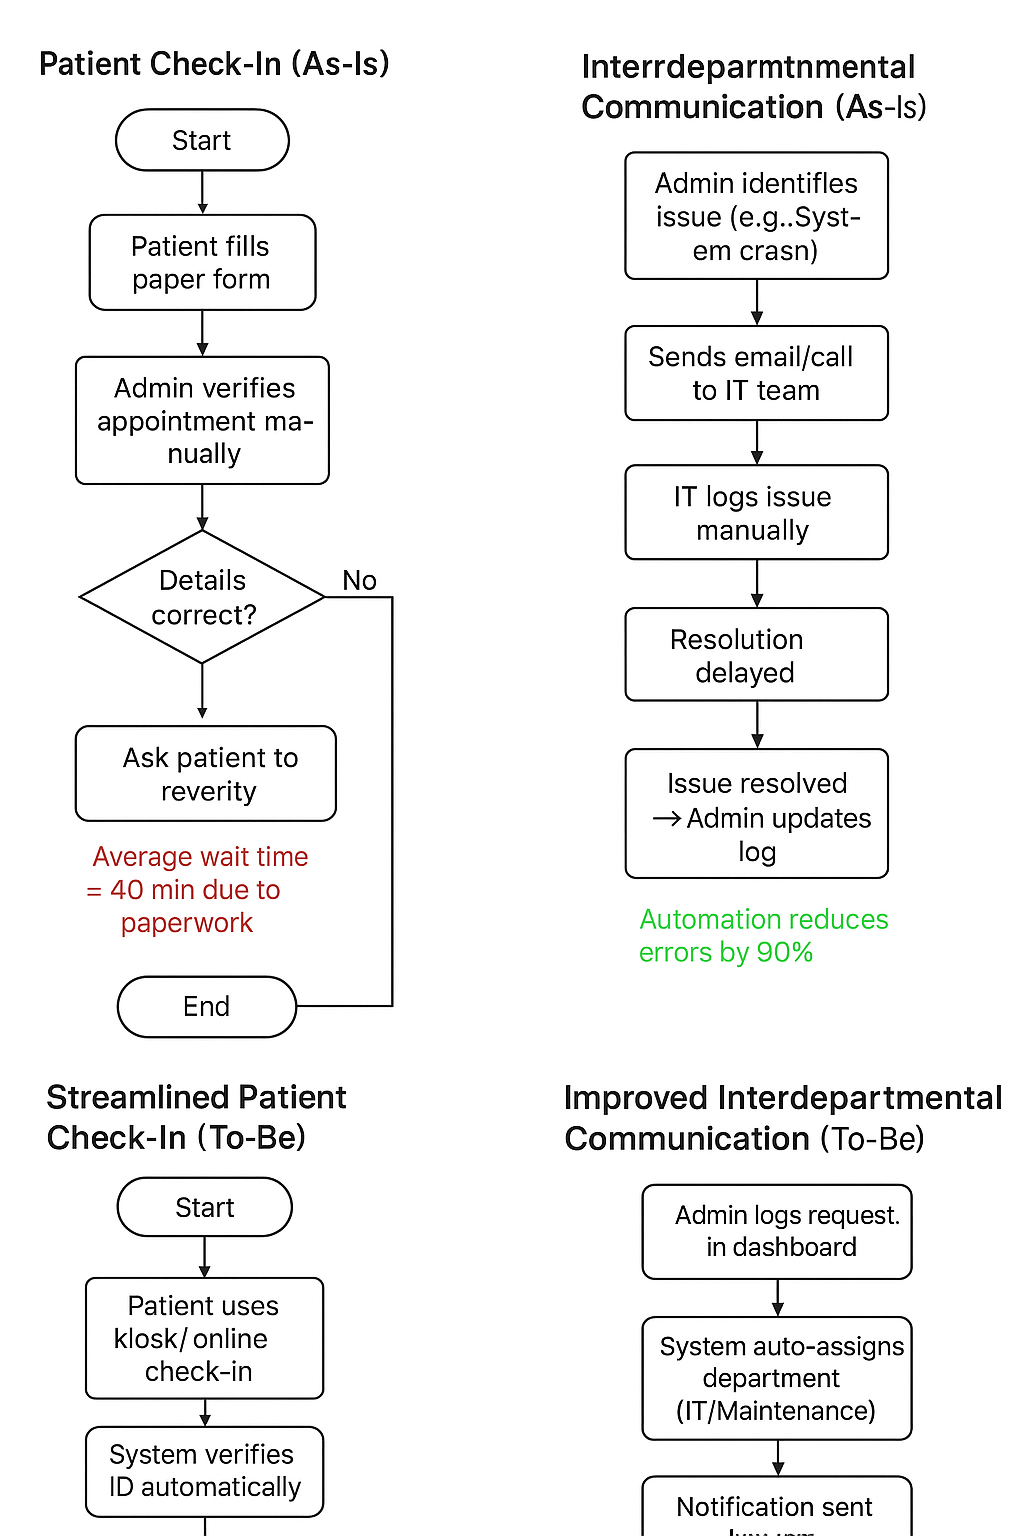 Patient Check-In (As-Is)
Start
Patient fills
paper form
Admin verifies
appointment ma-
nually
Details
correct?
No
Ask patient to
reverity
Average wait time
= 40 min due to
paperwork
End
Interrdeparmtnmental
Communication (As-Is)
Admin identifles
issue (e.g..Syst-
em crasn)
Sends email/call
to IT team
IT logs issue
manually
Resolution
delayed
Issue resolved
→ Admin updates
log
Automation reduces
errors by 90%
Streamlined Patient
Check-In (To-Be)
Start
Patient uses
klosk/ online
check-in
System verifies
ID automatically
Improved Interdepartmental
Communication (To-Be)
Admin logs request.
in dashboard
System auto-assigns
department
(IT/Maintenance)
Notification sent